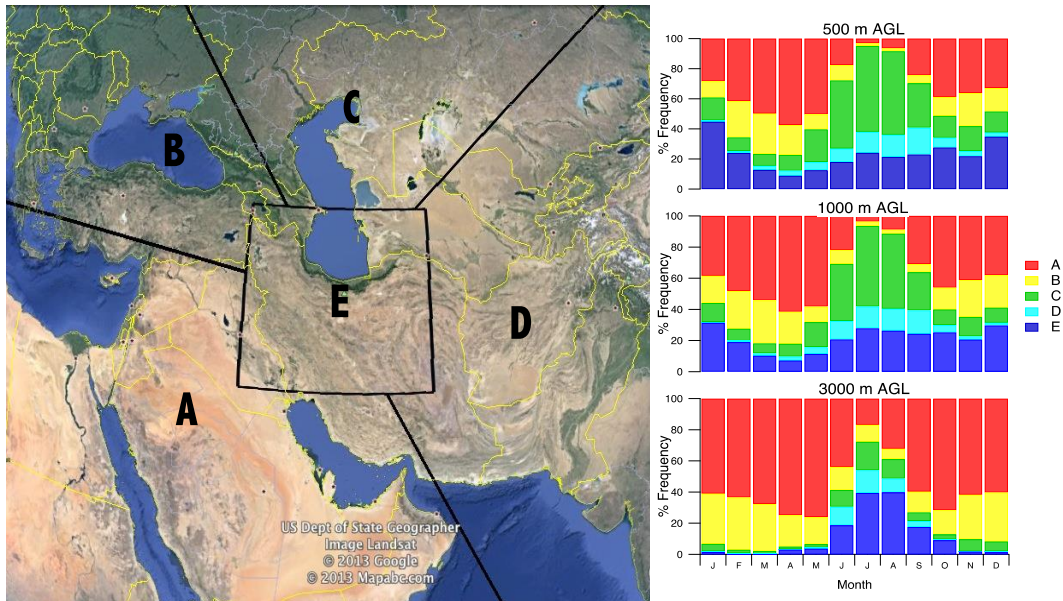 B
C
E
D
A
US Dept of State Geographer
Image Landsat
© 2013 Google
© 2013 Mapabc.com
500 m AGL
% Frequency
100
80
60
40
20
0
1000 m AGL
% Frequency
100
80
60
40
20
0
3000 m AGL
% Frequency
100
80
60
40
20
0
J F M A M J J A S O N D
Month
A
B
C
D
E